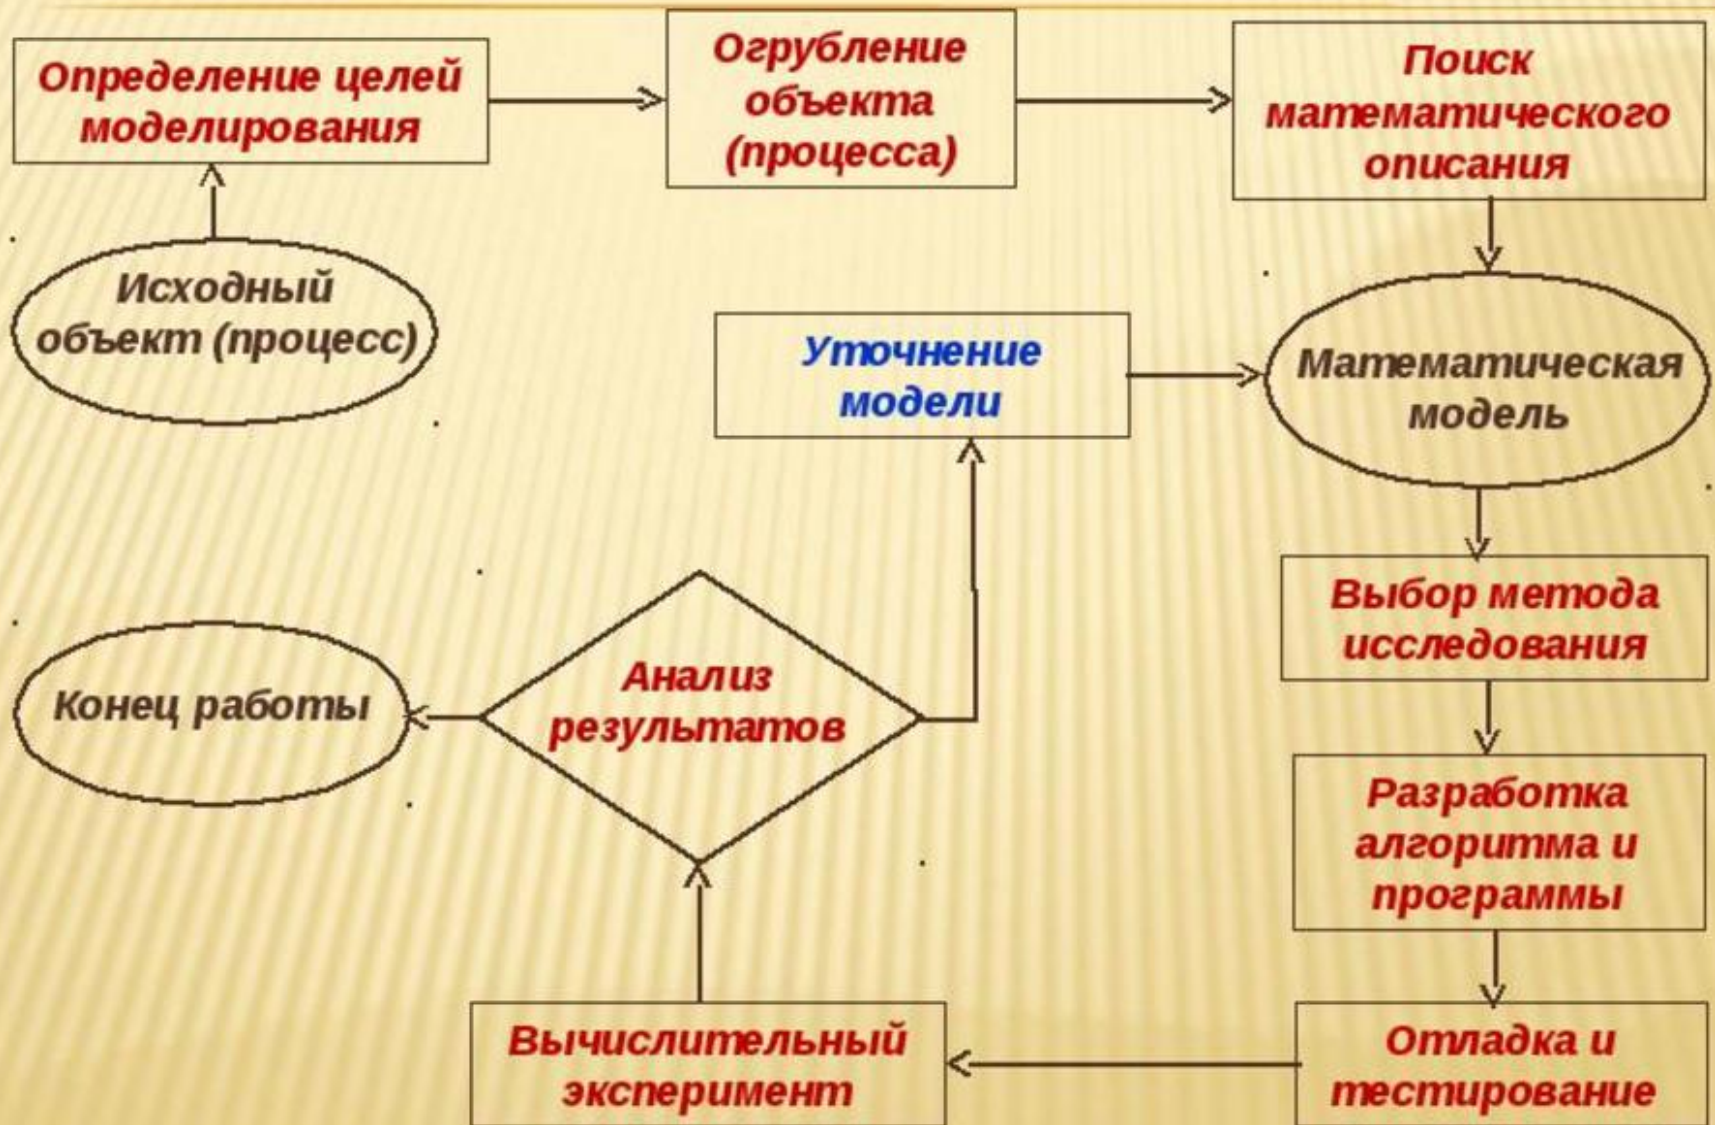 Определение целей
моделирования
Огрубление
объекта
(процесса)
Поиск
математического
описания
Исходный
объект (процесс)
Уточнение
модели
Математическая
модель
Выбор метода
исследования
Конец работы
Анализ
результатов
Разработка
алгоритма и
программы
Вычислительный
эксперимент
Отладка и
тестирование